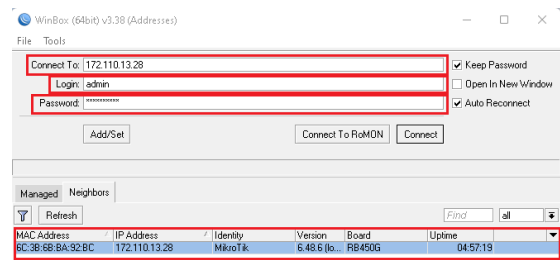 WinBox (64bit) v3.38 (Addresses)
File Tools
Connect To: 172.110.13.28
Keep Password
Login: admin
Open In New Window
Password: **********
Auto Reconnect
Add/Set Connect To RoMON Connect
Managed Neighbors
Refresh Find all
MAC Address IP Address Identity Version Board Uptime
6C:3B:6B:BA:92:BC 172.110.13.28 MikroTik 6.48.6 (lo... RB450G 04:57:19